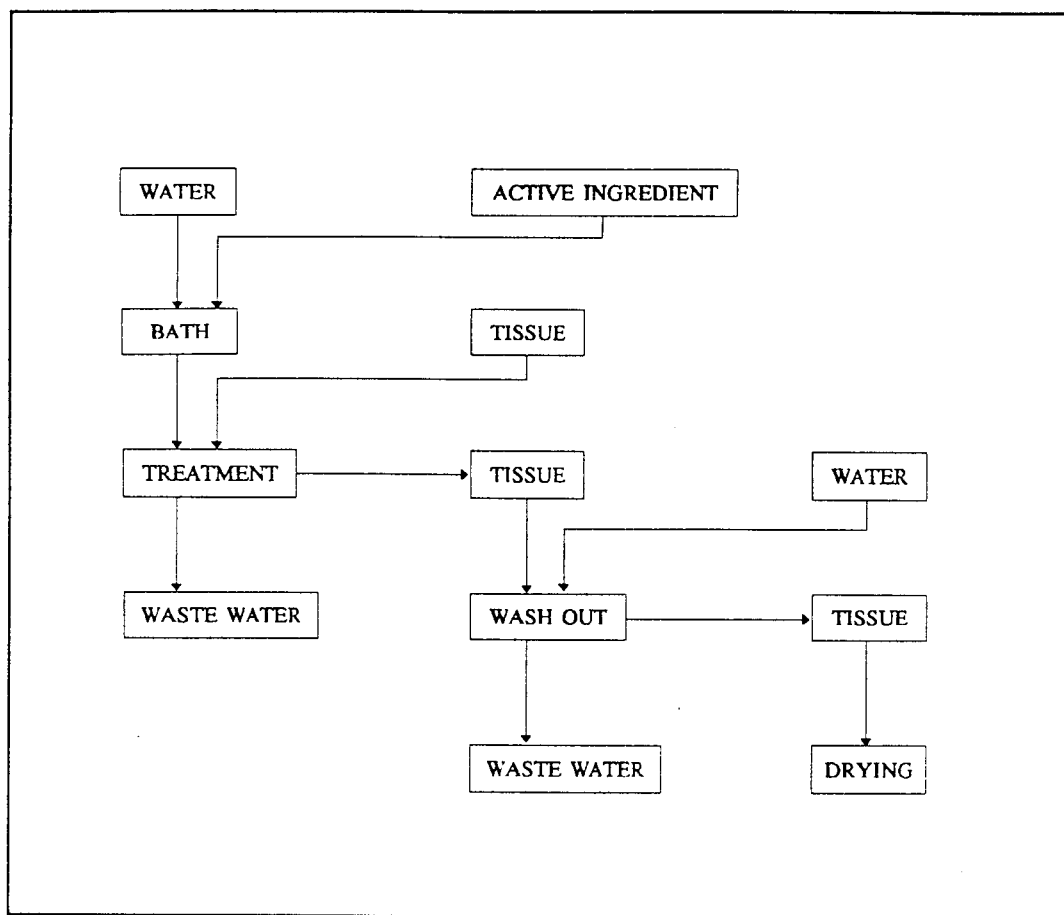 WATER
ACTIVE INGREDIENT
BATH
TISSUE
TREATMENT
TISSUE
WATER
WASTE WATER
WASH OUT
TISSUE
WASTE WATER
DRYING